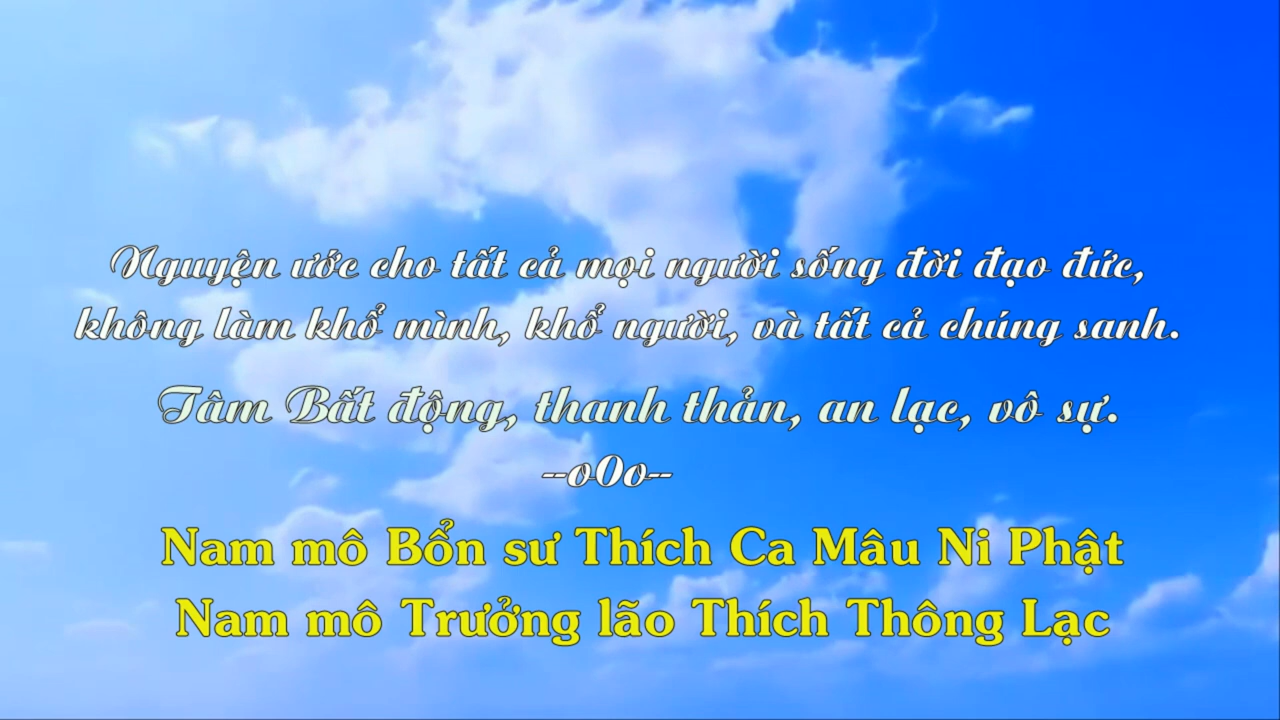 Nguyện ước cho tất cả mọi người sống đời đạo đức,
không làm khổ mình, khổ người, và tất cả chúng sanh.
Tâm Bất động, thanh thản, an lạc, vô sự.
--o0o--
Nam mô Bổn sư Thích Ca Mâu Ni Phật
Nam mô Trưởng lão Thích Thông Lạc